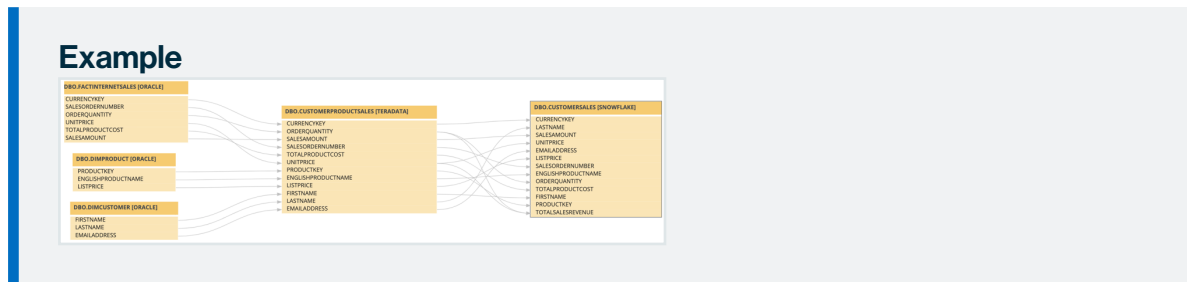 Example
DBO.FACTINTERNETSALES [ORACLE]
CURRENCYKEY
SALESORDERNUMBER
ORDERQUANTITY
UNITPRICE
TOTALPRODUCTCOST
SALESAMOUNT
DBO.DIMPRODUCT [ORACLE]
PRODUCTKEY
ENGLISHPRODUCTNAME
LISTPRICE
DBO.DIMCUSTOMER [ORACLE]
FIRSTNAME
LASTNAME
EMAILADDRESS
DBO.CUSTOMERPRODUCTSALES [TERADATA]
CURRENCYKEY
ORDERQUANTITY
SALESAMOUNT
SALESORDERNUMBER
TOTALPRODUCTCOST
UNITPRICE
PRODUCTKEY
ENGLISHPRODUCTNAME
LISTPRICE
FIRSTNAME
LASTNAME
EMAILADDRESS
DBO.CUSTOMERSALES [SNOWFLAKE]
CURRENCYKEY
LASTNAME
SALESAMOUNT
UNITPRICE
EMAILADDRESS
LISTPRICE
SALESORDERNUMBER
ENGLISHPRODUCTNAME
ORDERQUANTITY
TOTALPRODUCTCOST
FIRSTNAME
PRODUCTKEY
TOTALSALESREVENUE